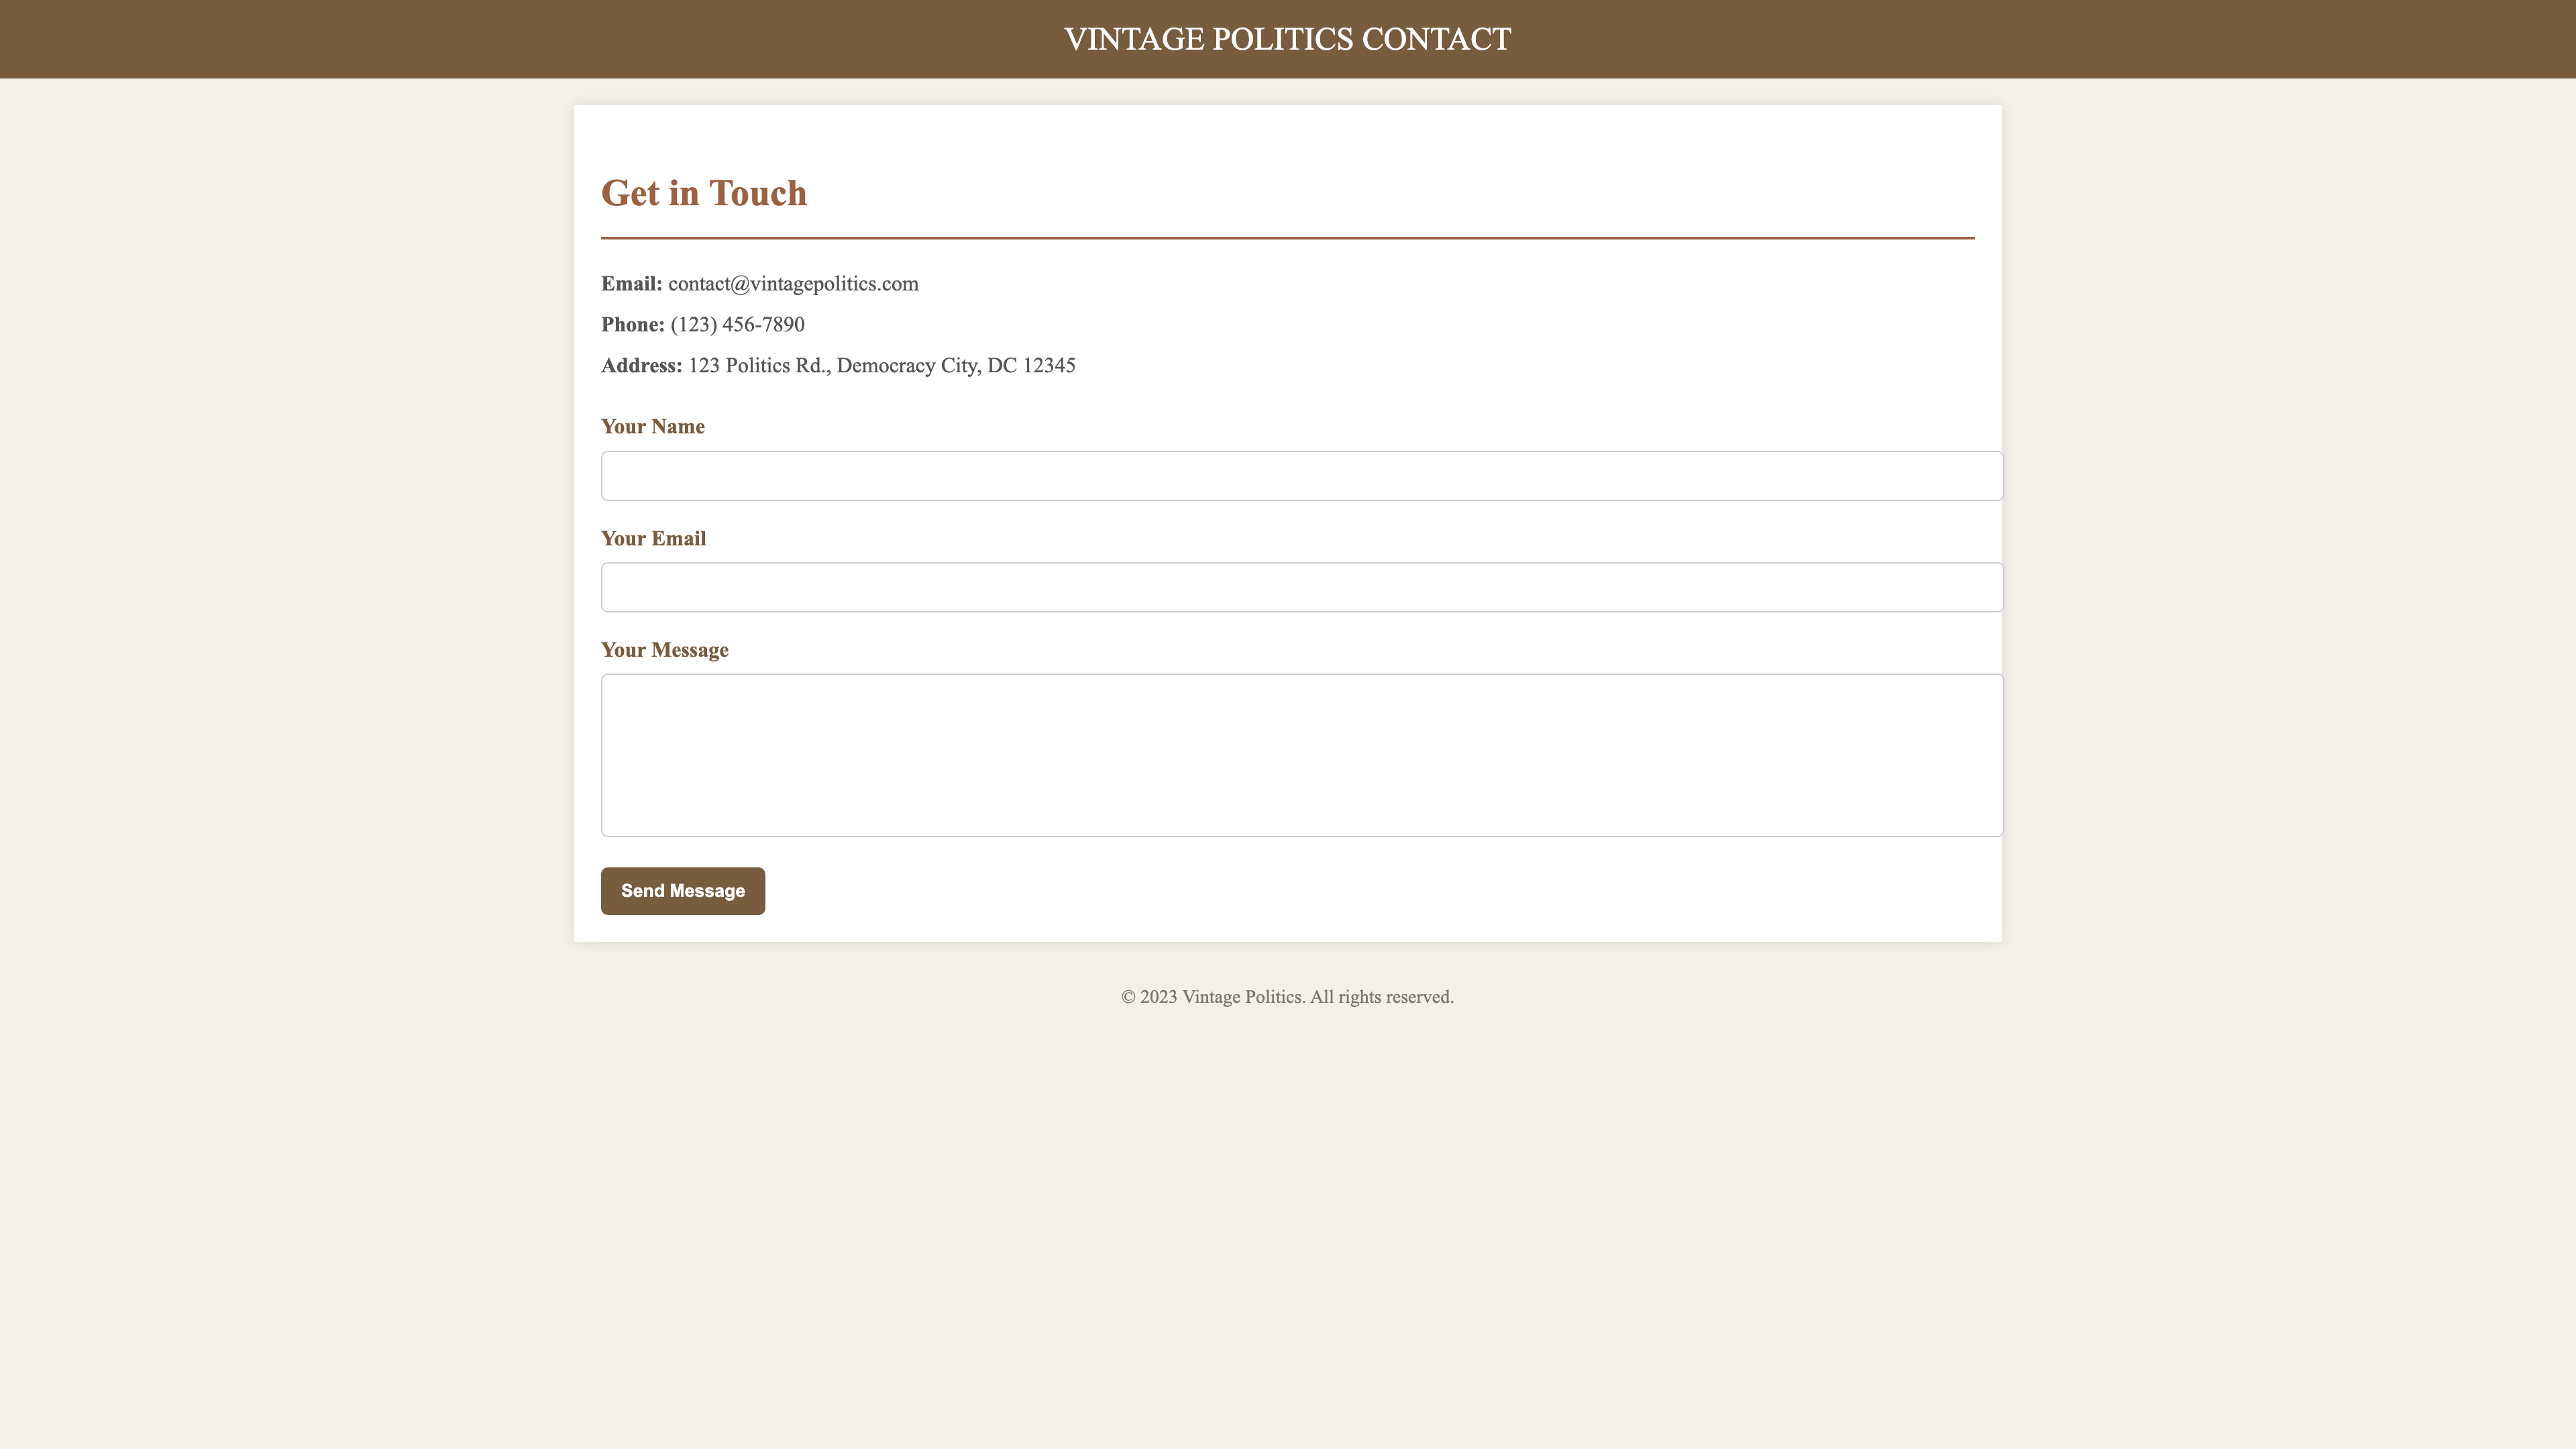 VINTAGE POLITICS CONTACT
Get in Touch
Email: contact@vintagepolitics.com
Phone: (123) 456-7890
Address: 123 Politics Rd., Democracy City, DC 12345
Your Name
Your Email
Your Message
Send Message
© 2023 Vintage Politics. All rights reserved.